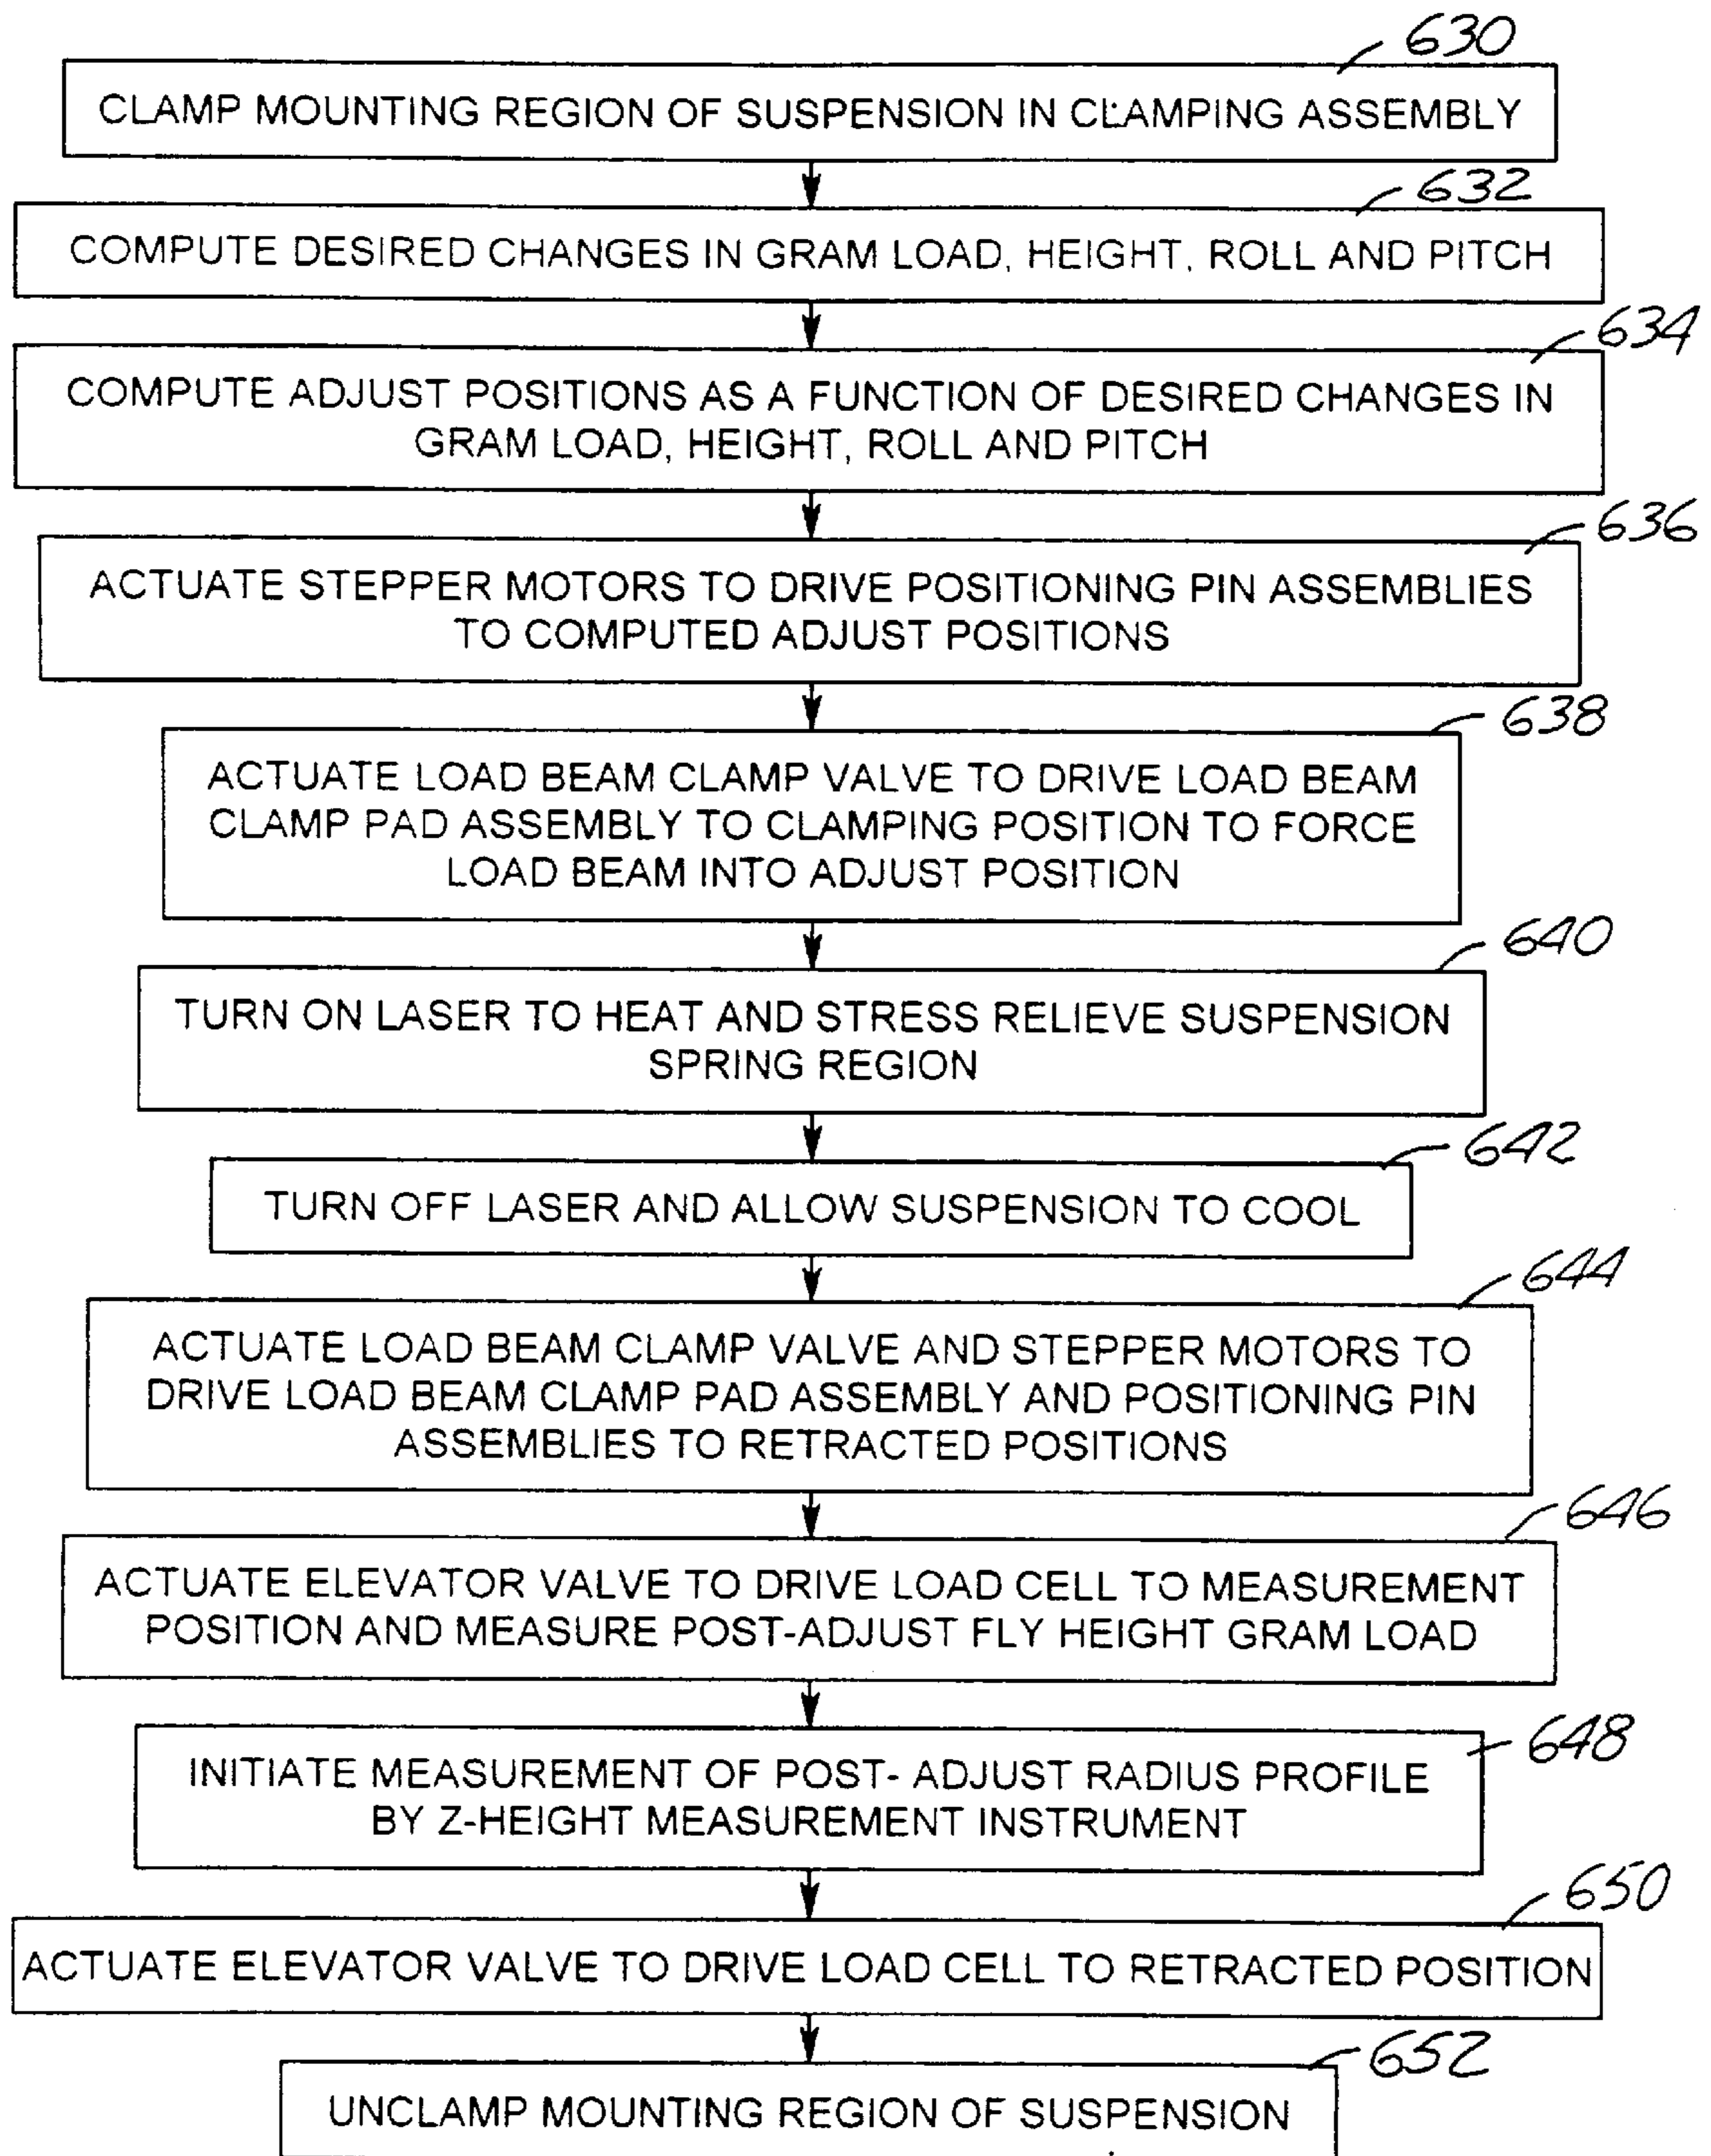 630
CLAMP MOUNTING REGION OF SUSPENSION IN CLAMPING ASSEMBLY
632
COMPUTE DESIRED CHANGES IN GRAM LOAD, HEIGHT, ROLL AND PITCH
634
COMPUTE ADJUST POSITIONS AS A FUNCTION OF DESIRED CHANGES IN
GRAM LOAD, HEIGHT, ROLL AND PITCH
636
ACTUATE STEPPER MOTORS TO DRIVE POSITIONING PIN ASSEMBLIES
TO COMPUTED ADJUST POSITIONS
638
ACTUATE LOAD BEAM CLAMP VALVE TO DRIVE LOAD BEAM
CLAMP PAD ASSEMBLY TO CLAMPING POSITION TO FORCE
LOAD BEAM INTO ADJUST POSITION
640
TURN ON LASER TO HEAT AND STRESS RELIEVE SUSPENSION
SPRING REGION
642
TURN OFF LASER AND ALLOW SUSPENSION TO COOL
644
ACTUATE LOAD BEAM CLAMP VALVE AND STEPPER MOTORS TO
DRIVE LOAD BEAM CLAMP PAD ASSEMBLY AND POSITIONING PIN
ASSEMBLIES TO RETRACTED POSITIONS
646
ACTUATE ELEVATOR VALVE TO DRIVE LOAD CELL TO MEASUREMENT
POSITION AND MEASURE POST-ADJUST FLY HEIGHT GRAM LOAD
648
INITIATE MEASUREMENT OF POST- ADJUST RADIUS PROFILE
BY Z-HEIGHT MEASUREMENT INSTRUMENT
650
ACTUATE ELEVATOR VALVE TO DRIVE LOAD CELL TO RETRACTED POSITION
652
UNCLAMP MOUNTING REGION OF SUSPENSION